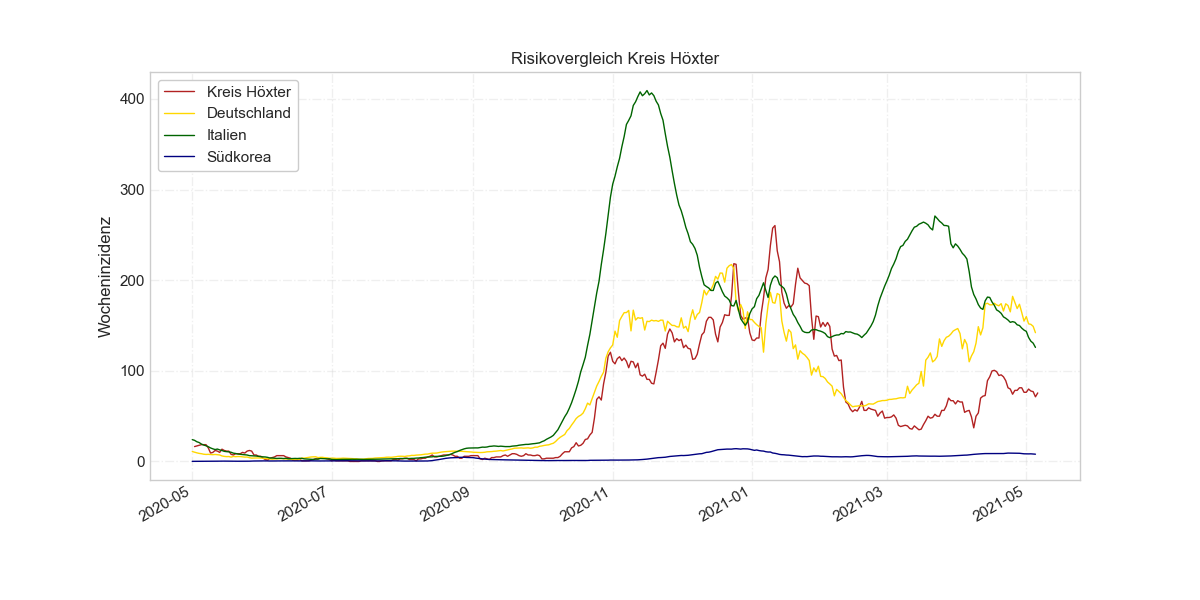 Risikovergleich Kreis Höxter
Kreis Höxter
Deutschland
Italien
Südkorea
Wocheninzidenz
400
300
200
100
0
2020-05
2020-07
2020-09
2020-11
2021-01
2021-03
2021-05